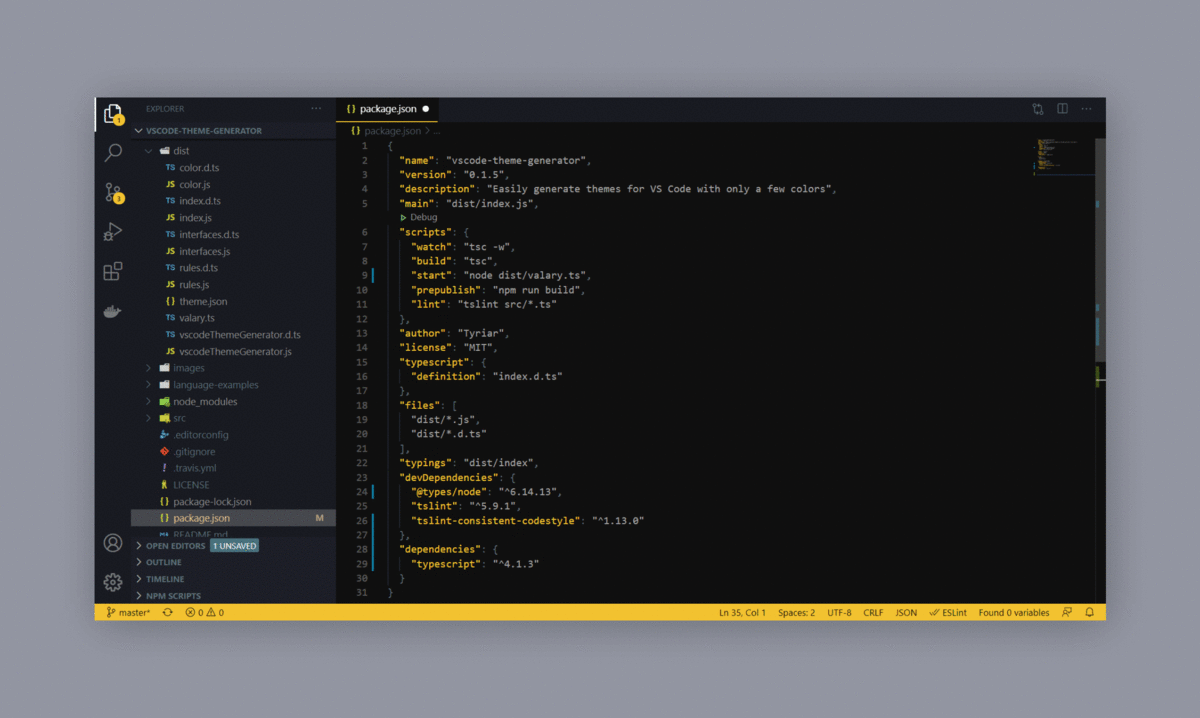 EXPLORER ···
1
VSCODE-THEME-GENERATOR
dist
TS color.d.ts
JS color.js
TS index.d.ts
JS index.js
3
TS interfaces.d.ts
JS interfaces.js
TS rules.d.ts
JS rules.js
{ } theme.json
TS valary.ts
TS vscodeThemeGenerator.d.ts
JS vscodeThemeGenerator.js
images
language-examples
node_modules
src
.editorconfig
.gitignore
! .travis.yml
LICENSE
{ } package-lock.json
{ } package.json M
README.md
OPEN EDITORS 1 UNSAVED
OUTLINE
TIMELINE
NPM SCRIPTS
{ } package.json ●
{ } package.json > ...
1 {
2 "name": "vscode-theme-generator",
3 "version": "0.1.5",
4 "description": "Easily generate themes for VS Code with only a few colors",
5 "main": "dist/index.js",
Debug
6 "scripts": {
7 "watch": "tsc -w",
8 "build": "tsc",
9 "start": "node dist/valary.ts",
10 "prepublish": "npm run build",
11 "lint": "tslint src/*.ts"
12 },
13 "author": "Tyriar",
14 "license": "MIT",
15 "typescript": {
16 "definition": "index.d.ts"
17 },
18 "files": [
19 "dist/*.js",
20 "dist/*.d.ts"
21 ],
22 "typings": "dist/index",
23 "devDependencies": {
24 "@types/node": "^6.14.13",
25 "tslint": "^5.9.1",
26 "tslint-consistent-codestyle": "^1.13.0"
27 },
28 "dependencies": {
29 "typescript": "^4.1.3"
30 }
31 }
master* 0 0 Ln 35, Col 1 Spaces: 2 UTF-8 CRLF JSON ESLint Found 0 variables